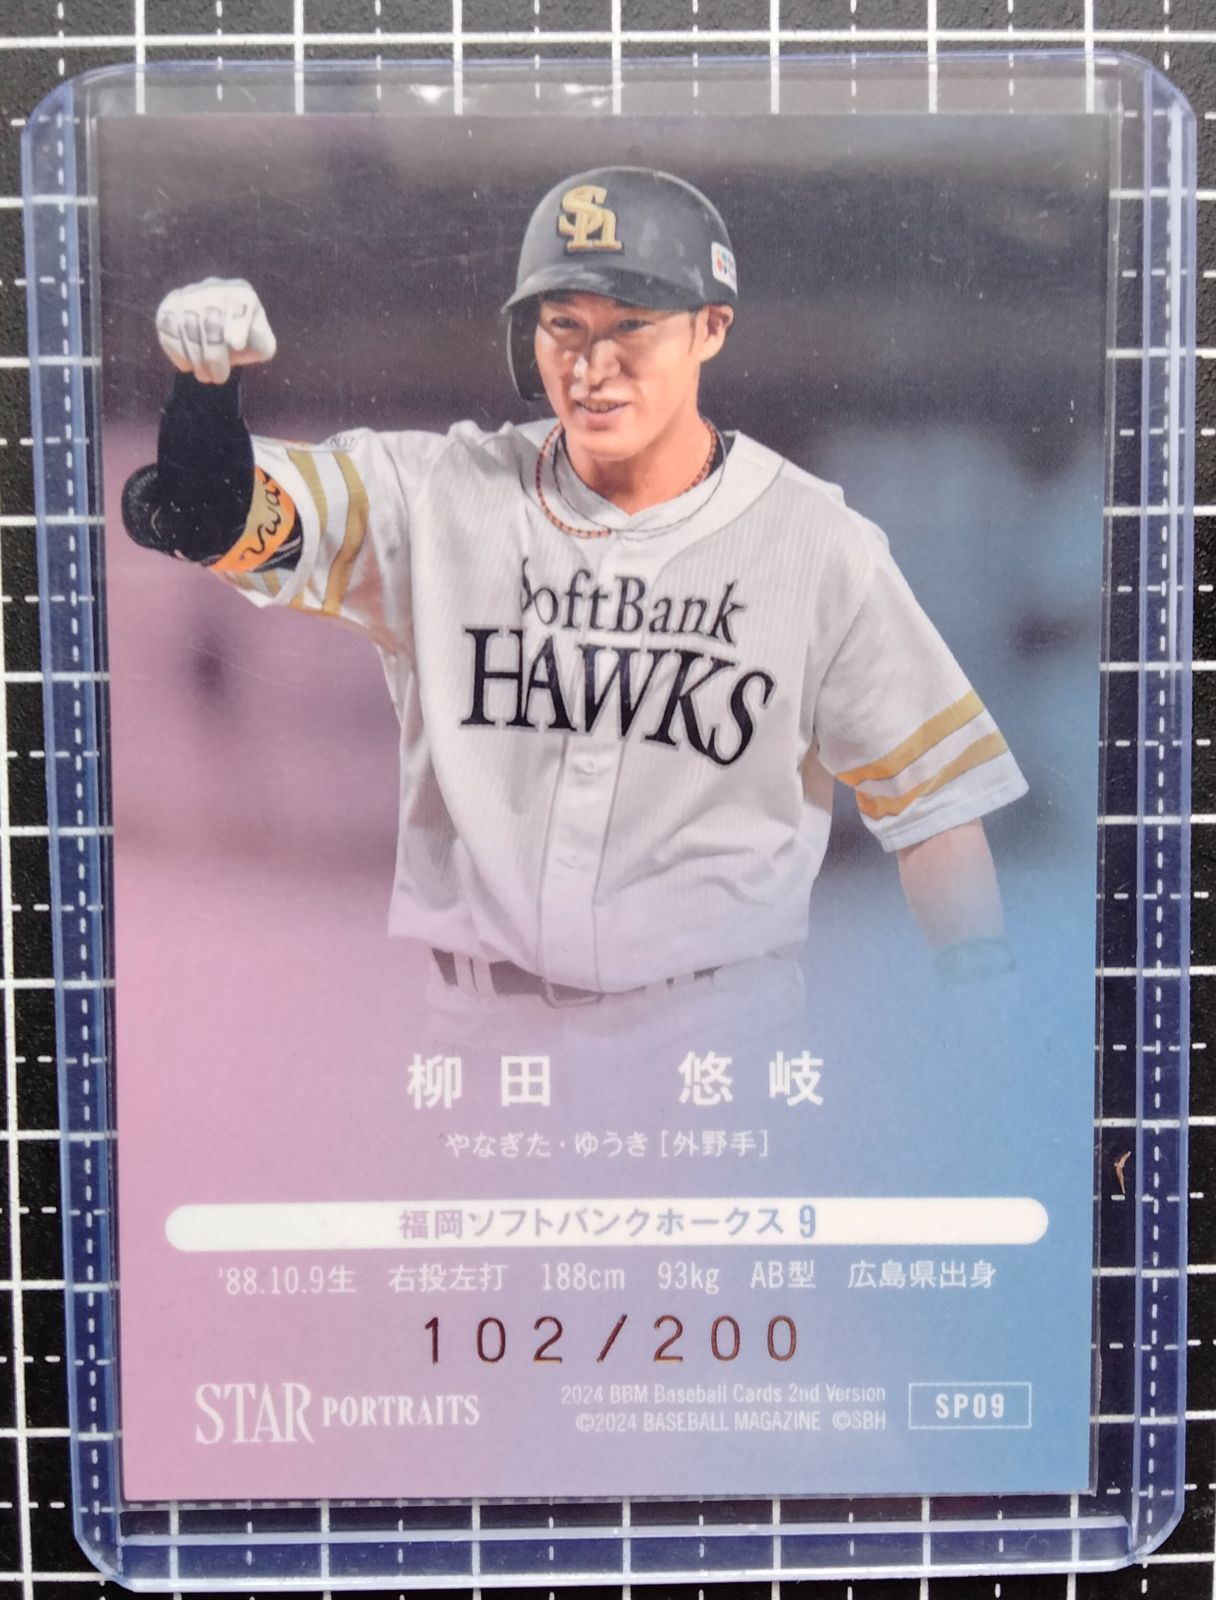 Sh
SoftBank
HAWKS
柳田 悠岐
やなぎた・ゆうき [外野手]
福岡ソフトバンクホークス 9
'88.10.9生 右投左打 188cm 93kg AB型 広島県出身
102/200
STAR PORTRAITS
2024 BBM Baseball Cards 2nd Version
©2024 BASEBALL MAGAZINE ©SBH
SP09